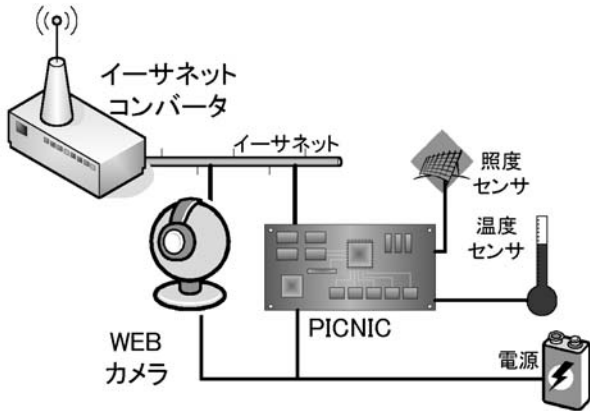 イーサネット
コンバータ
イーサネット
照度
センサ
温度
センサ
PICNIC
WEB
カメラ
電源